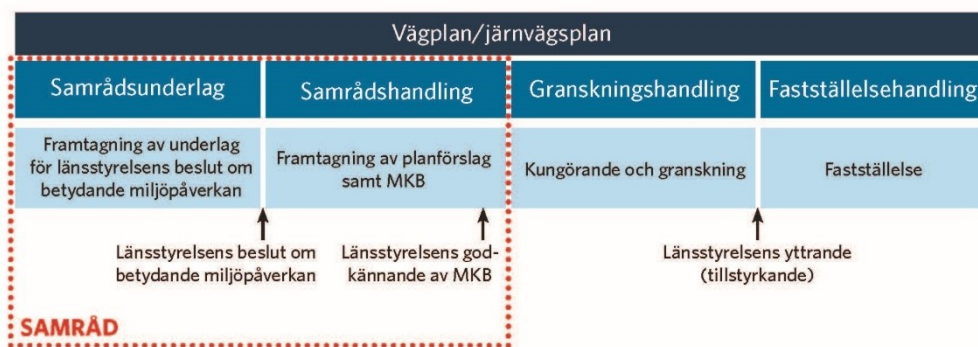 Vägplan/järnvägsplan
Samrådsunderlag
Samrådshandling
Granskningshandling
Fastställelsehandling
Framtagning av underlag
för länsstyrelsens beslut om
betydande miljöpåverkan
Framtagning av planförslag
samt MKB
Kungörande och granskning
Fastställelse
Länsstyrelsens beslut om
betydande miljöpåverkan
Länsstyrelsens god-
kännande av MKB
Länsstyrelsens yttrande
(tillstyrkande)
SAMRÅD